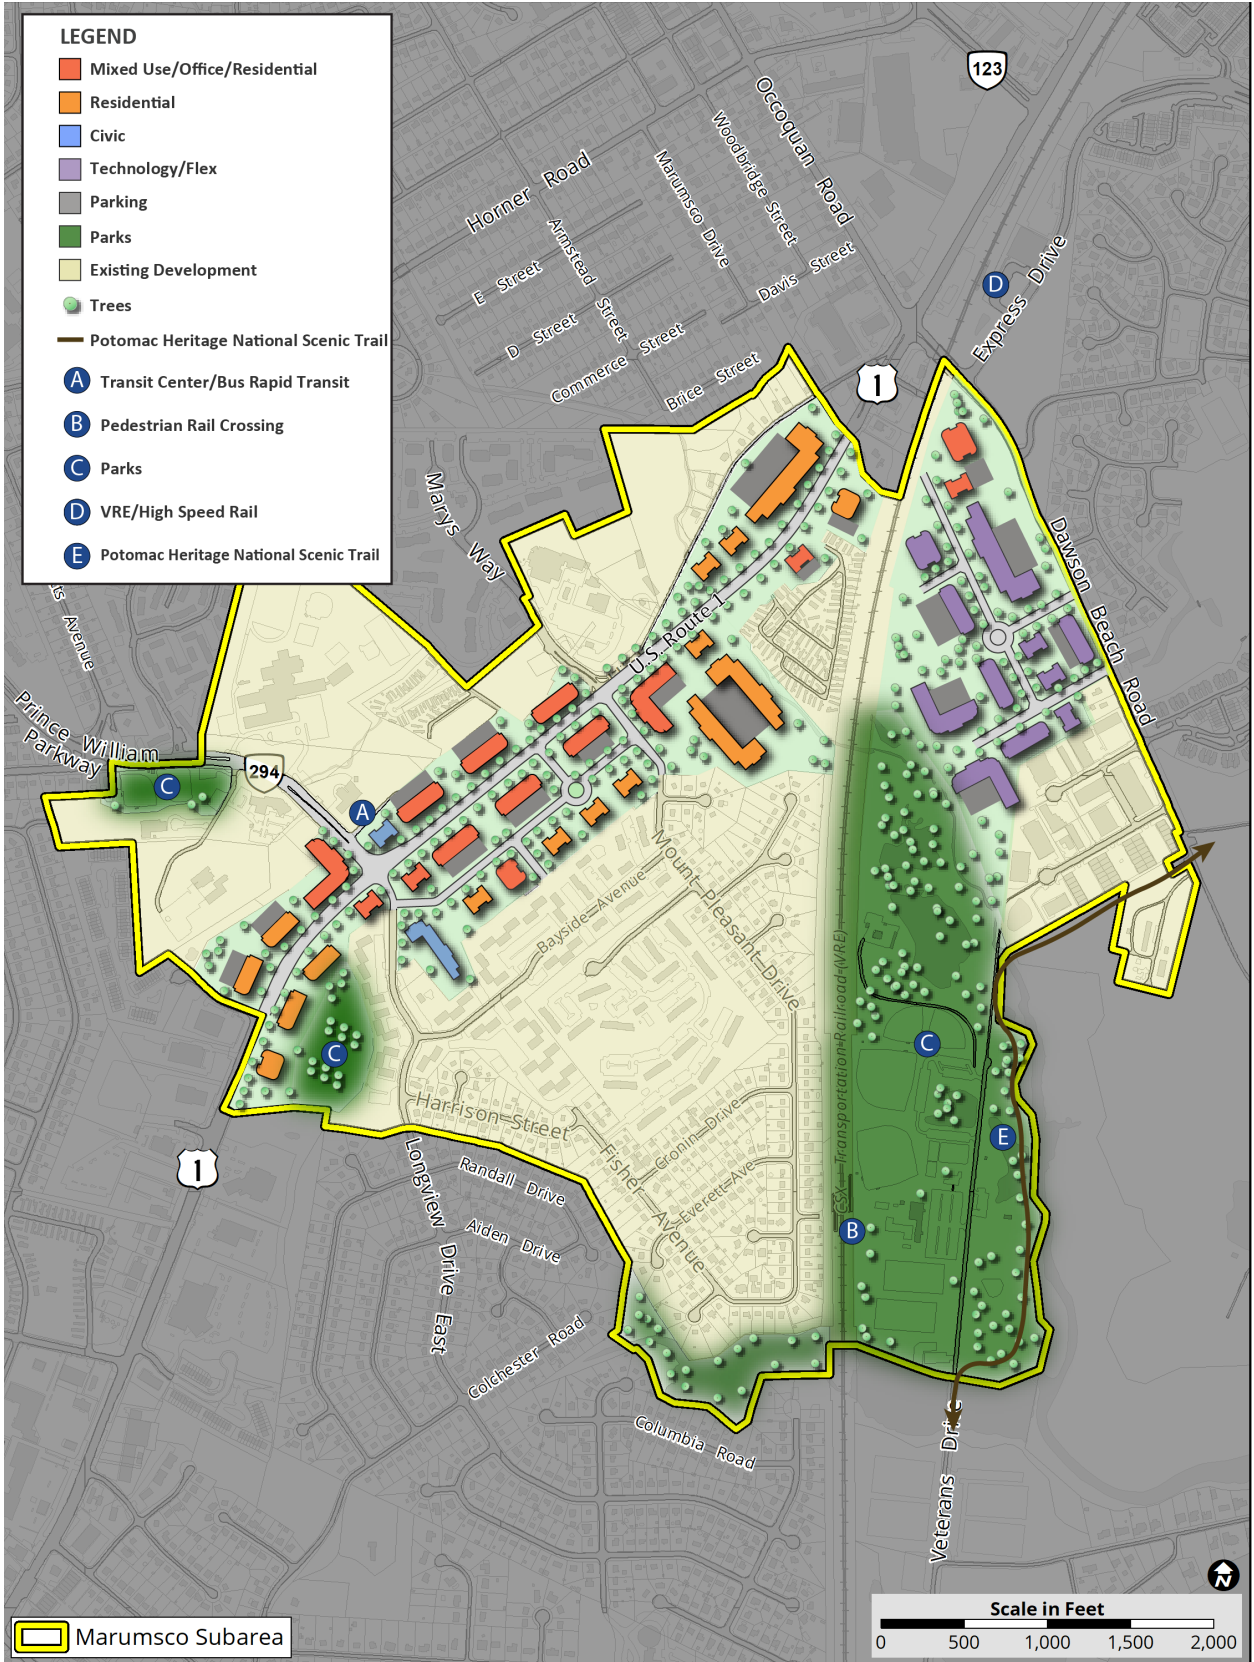 LEGEND
Mixed Use/Office/Residential
Residential
Civic
Technology/Flex
Parking
Parks
Existing Development
Trees
Potomac Heritage National Scenic Trail
A Transit Center/Bus Rapid Transit
B Pedestrian Rail Crossing
C Parks
D VRE/High Speed Rail
E Potomac Heritage National Scenic Trail
123
Occoquan Road
Woodbridge Street
Marumsco Drive
Horner Road
Armstead Street
E Street
D Street
Davis Street
Commerce Street
Brice Street
D
Express Drive
1
Marys Way
Avenue
Prince William
Parkway
294
C
A
U.S. Route 1
Dawson Beach Road
Mount Pleasant Drive
Bayside Avenue
C
C
CSX Transportation Railroad (VRE)
E
B
Harrison Street
Cronin Drive
Fisher Avenue
Everett Ave
1
Longview Drive East
Randall Drive
Aiden Drive
Colchester Road
Columbia Road
Veterans Drive
N
Scale in Feet
0 500 1,000 1,500 2,000
Marumsco Subarea